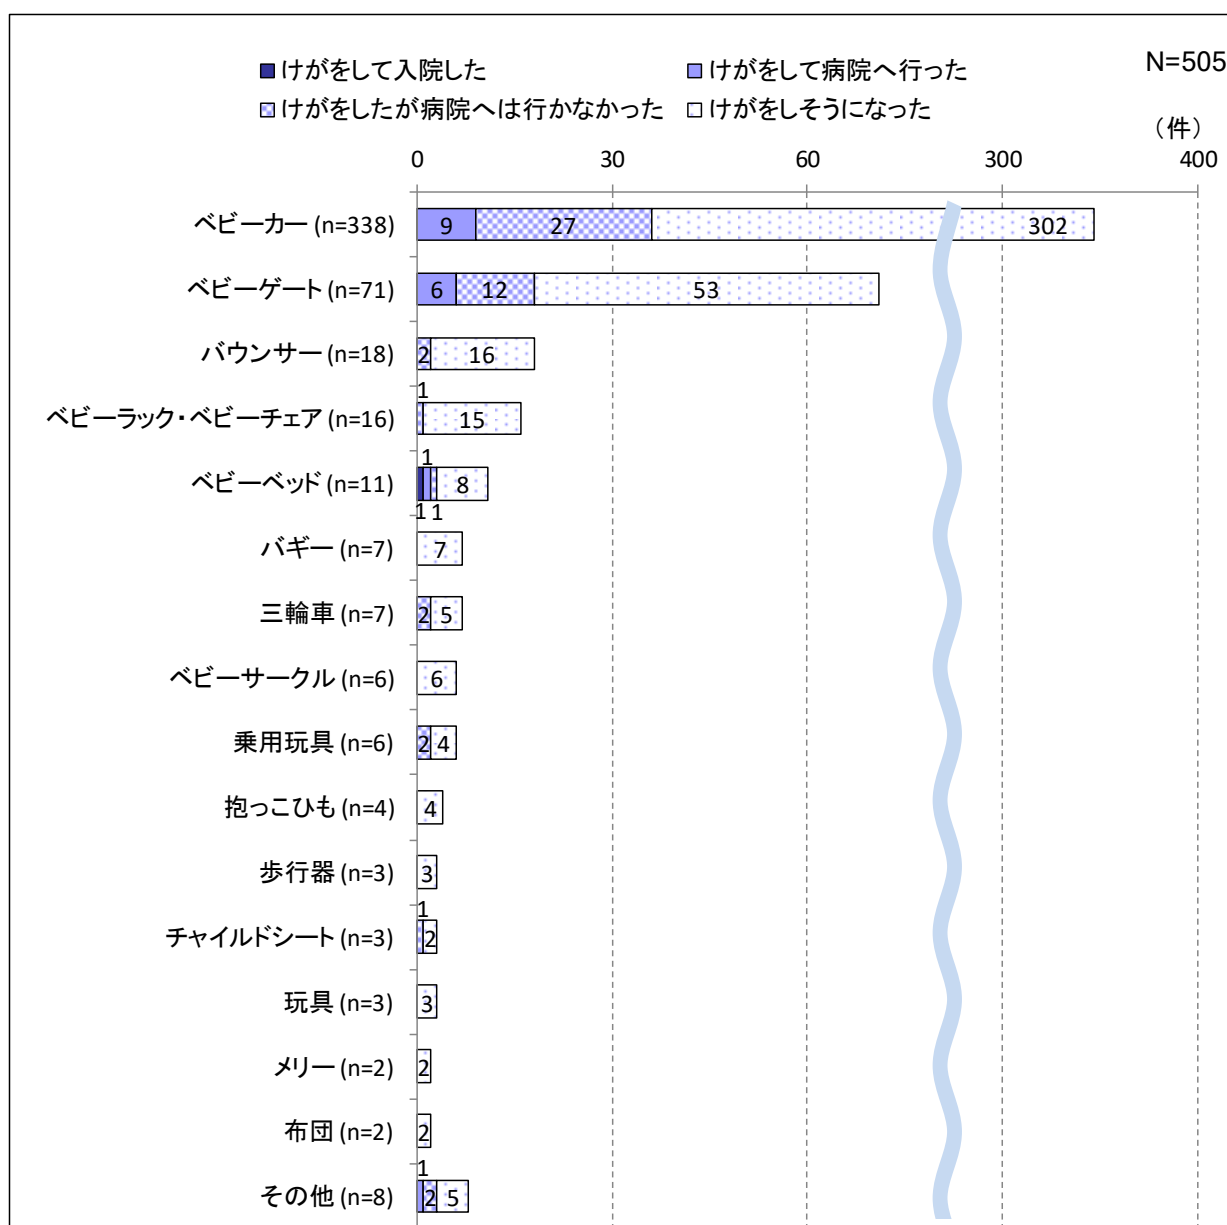 けがをして入院した けがをして病院へ行った N=505
けがをしたが病院へは行かなかった けがをしそうになった
（件）
0 30 60 300 400
ベビーカー (n=338) 9 27 302
ベビーゲート (n=71) 6 12 53
バウンサー (n=18) 2 16
1
ベビーラック・ベビーチェア (n=16) 15
1
ベビーベッド (n=11) 8
1 1
バギー (n=7) 7
三輪車 (n=7) 2 5
ベビーサークル (n=6) 6
乗用玩具 (n=6) 2 4
抱っこひも (n=4) 4
歩行器 (n=3) 3
1
チャイルドシート (n=3) 2
玩具 (n=3) 3
メリー (n=2) 2
布団 (n=2) 2
1
その他 (n=8) 2 5